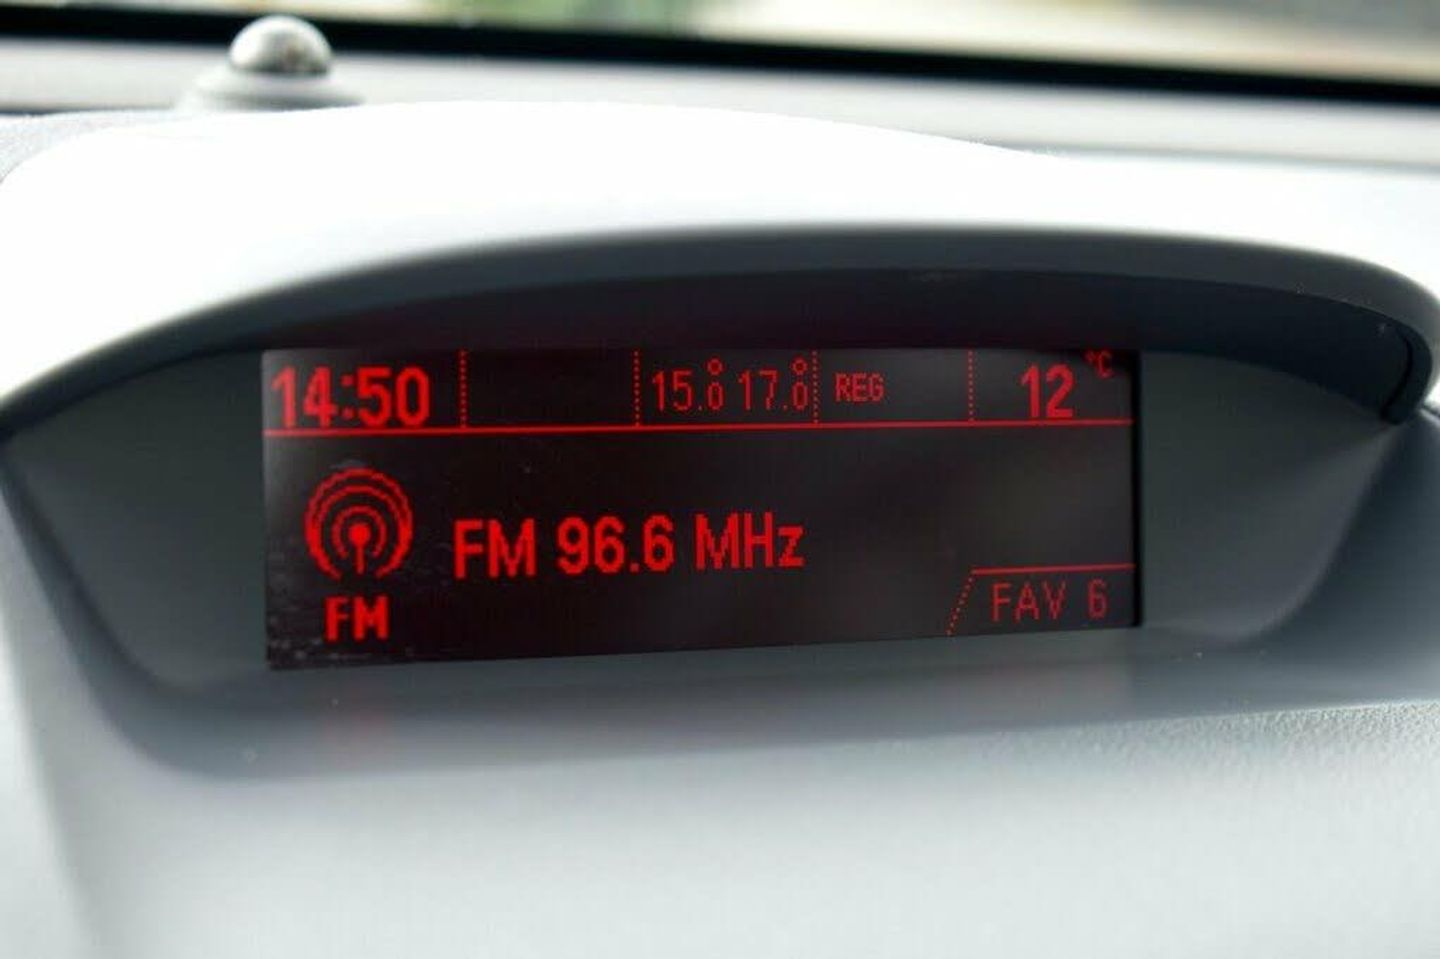 14:50 15.0° 17.0° REG 12 °C
FM 96.6 MHz
FM
FAV 6